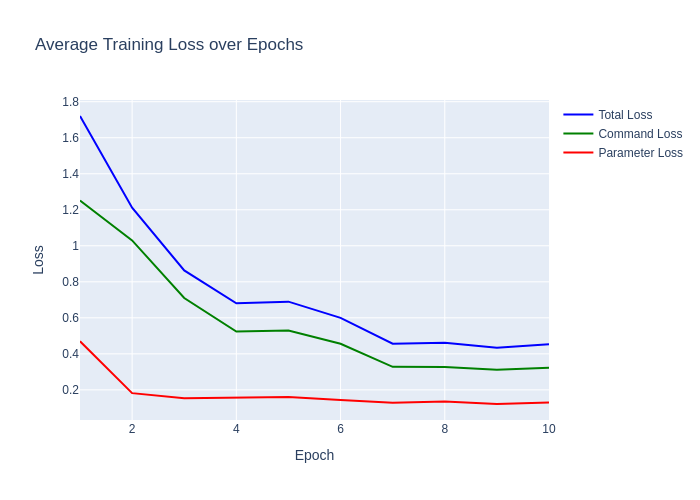 Average Training Loss over Epochs
1.8
1.6
1.4
1.2
1
0.8
0.6
0.4
0.2
Loss
2
4
6
8
10
Epoch
Total Loss
Command Loss
Parameter Loss